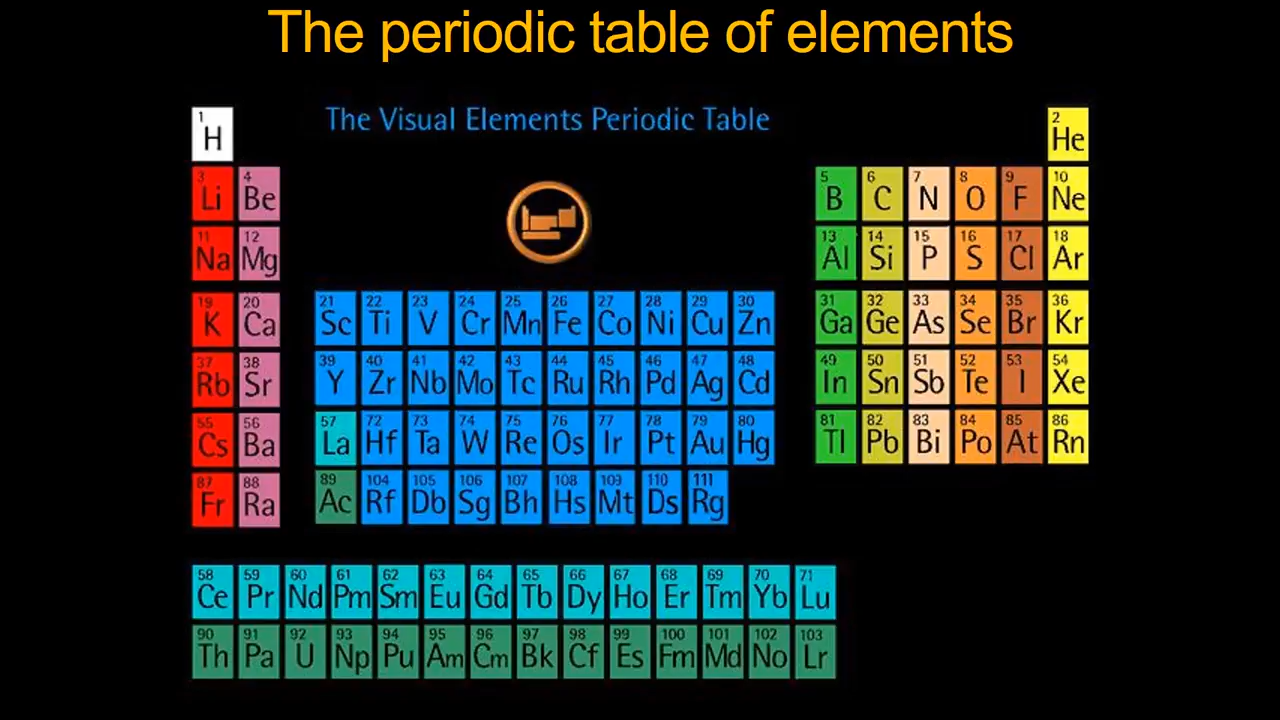 The periodic table of elements
The Visual Elements Periodic Table
1 H 2 He
3 Li 4 Be 5 B 6 C 7 N 8 O 9 F 10 Ne
11 Na 12 Mg 13 Al 14 Si 15 P 16 S 17 Cl 18 Ar
19 K 20 Ca 21 Sc 22 Ti 23 V 24 Cr 25 Mn 26 Fe 27 Co 28 Ni 29 Cu 30 Zn 31 Ga 32 Ge 33 As 34 Se 35 Br 36 Kr
37 Rb 38 Sr 39 Y 40 Zr 41 Nb 42 Mo 43 Tc 44 Ru 45 Rh 46 Pd 47 Ag 48 Cd 49 In 50 Sn 51 Sb 52 Te 53 I 54 Xe
55 Cs 56 Ba 57 La 72 Hf 73 Ta 74 W 75 Re 76 Os 77 Ir 78 Pt 79 Au 80 Hg 81 Tl 82 Pb 83 Bi 84 Po 85 At 86 Rn
87 Fr 88 Ra 89 Ac 104 Rf 105 Db 106 Sg 107 Bh 108 Hs 109 Mt 110 Ds 111 Rg
58 Ce 59 Pr 60 Nd 61 Pm 62 Sm 63 Eu 64 Gd 65 Tb 66 Dy 67 Ho 68 Er 69 Tm 70 Yb 71 Lu
90 Th 91 Pa 92 U 93 Np 94 Pu 95 Am 96 Cm 97 Bk 98 Cf 99 Es 100 Fm 101 Md 102 No 103 Lr